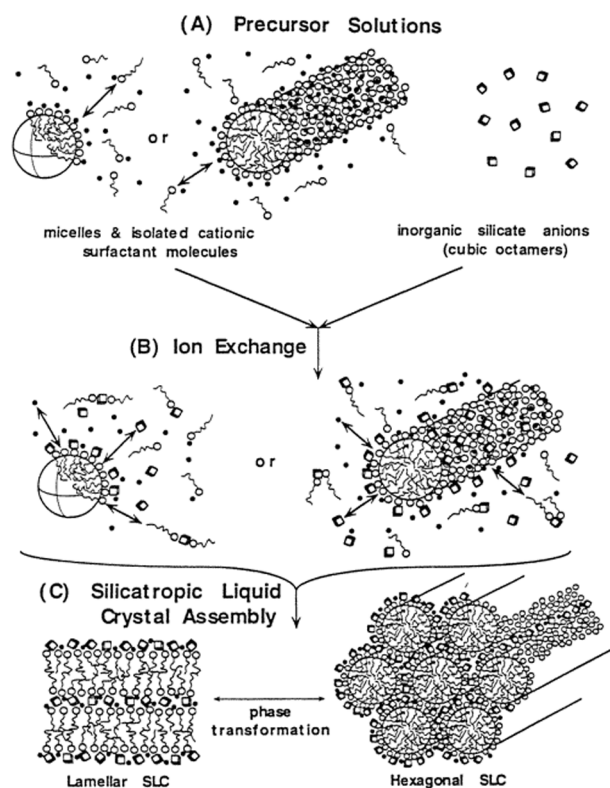 (A) Precursor Solutions
or
micelles & isolated cationic
surfactant molecules
inorganic silicate anions
(cubic octamers)
(B) Ion Exchange
or
(C) Silicatropic Liquid
Crystal Assembly
phase
transformation
Lamellar SLC
Hexagonal SLC